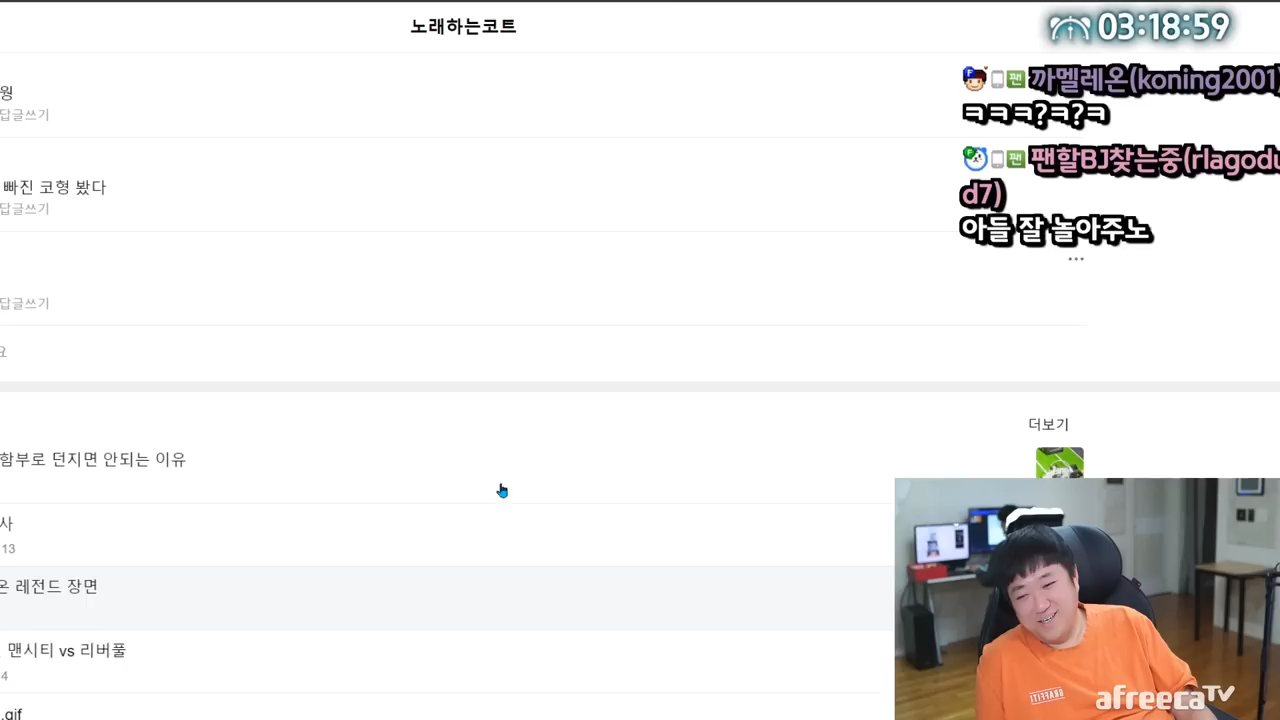 노래하는코트
03:18:59
웡
답글쓰기
빠진 코형 봤다
답글쓰기
답글쓰기
요
F 팬 까멜레온(koning2001)
ㅋㅋㅋ?ㅋ?ㅋ
F 팬 팬할BJ찾는중(rlagodu
d7)
아들 잘 놀아주노
더보기
함부로 던지면 안되는 이유
사
13
온 레전드 장면
맨시티 vs 리버풀
4
.gif
GRAFFITI
afreecaTV